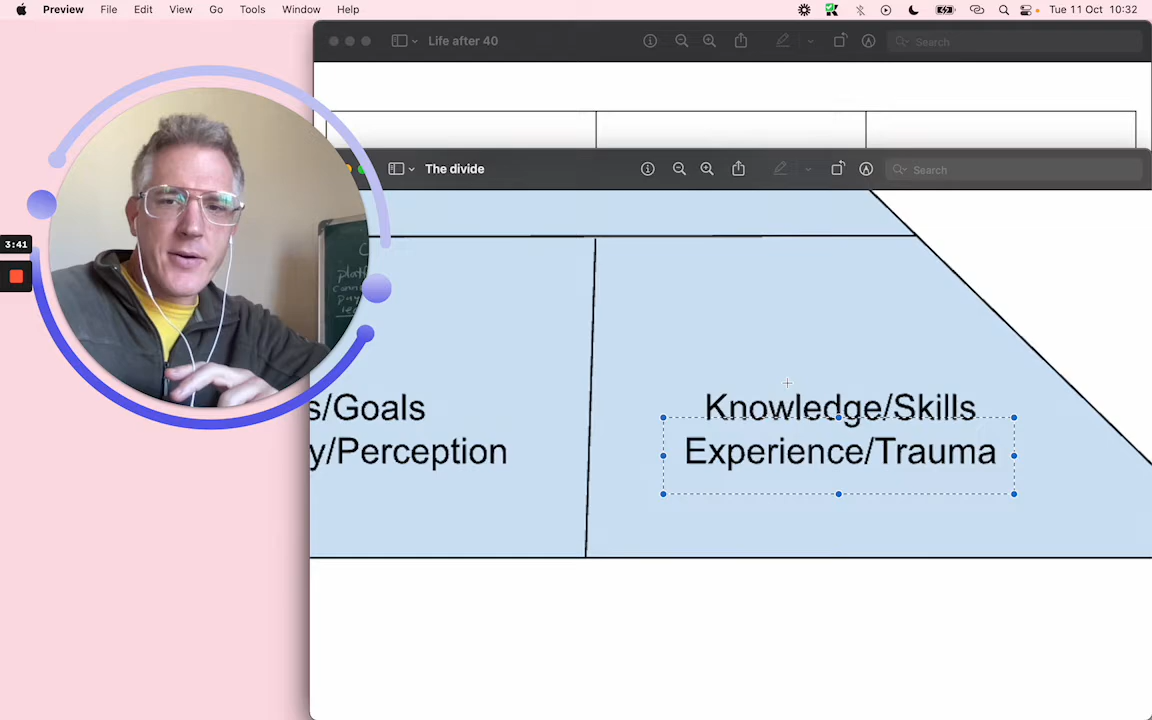 Preview File Edit View Go Tools Window Help Tue 11 Oct 10:32
Life after 40 Search
The divide Search
3:41
s/Goals
y/Perception
Knowledge/Skills
Experience/Trauma